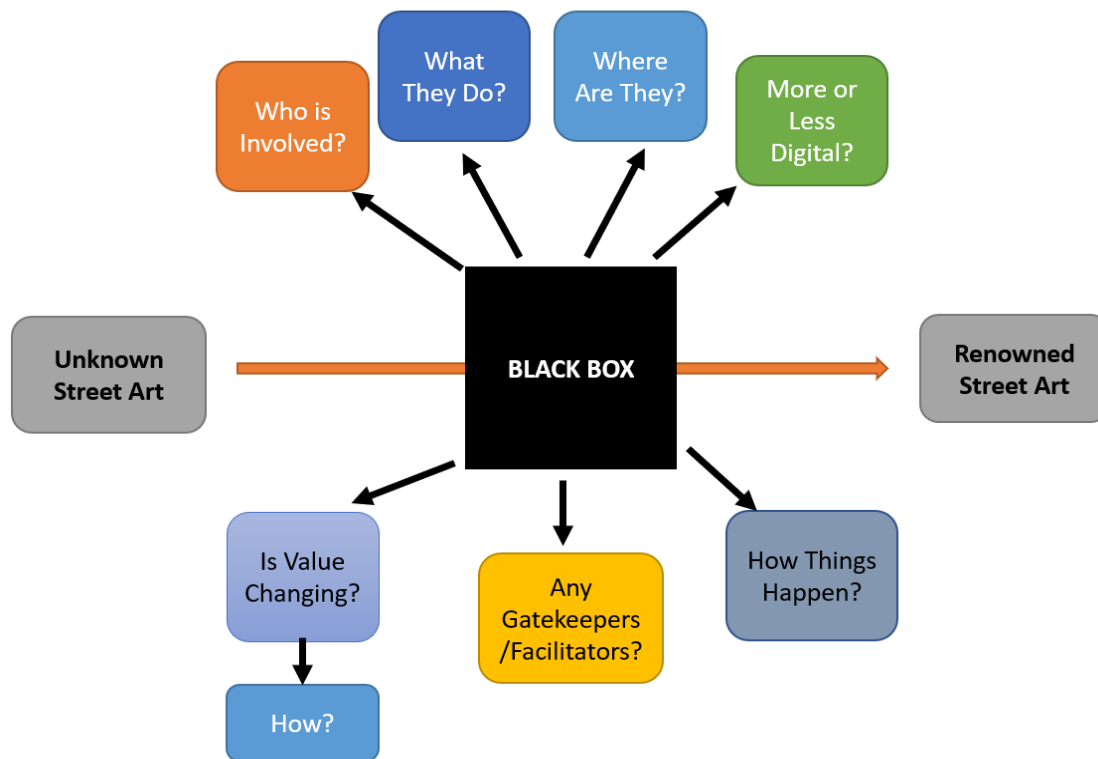 What
They Do?
Where
Are They?
Who is
Involved?
More or
Less
Digital?
Unknown
Street Art
BLACK BOX
Renowned
Street Art
Is Value
Changing?
Any
Gatekeepers
/Facilitators?
How Things
Happen?
How?